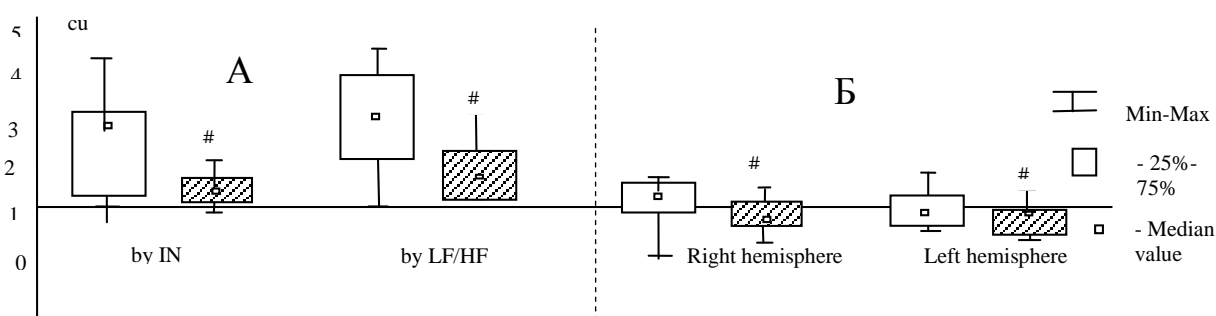 cu
5
4
3
2
1
0
А
#
#
Б
#
#
by IN
by LF/HF
Right hemisphere
Left hemisphere
Min-Max
- 25%-
75%
- Median
value